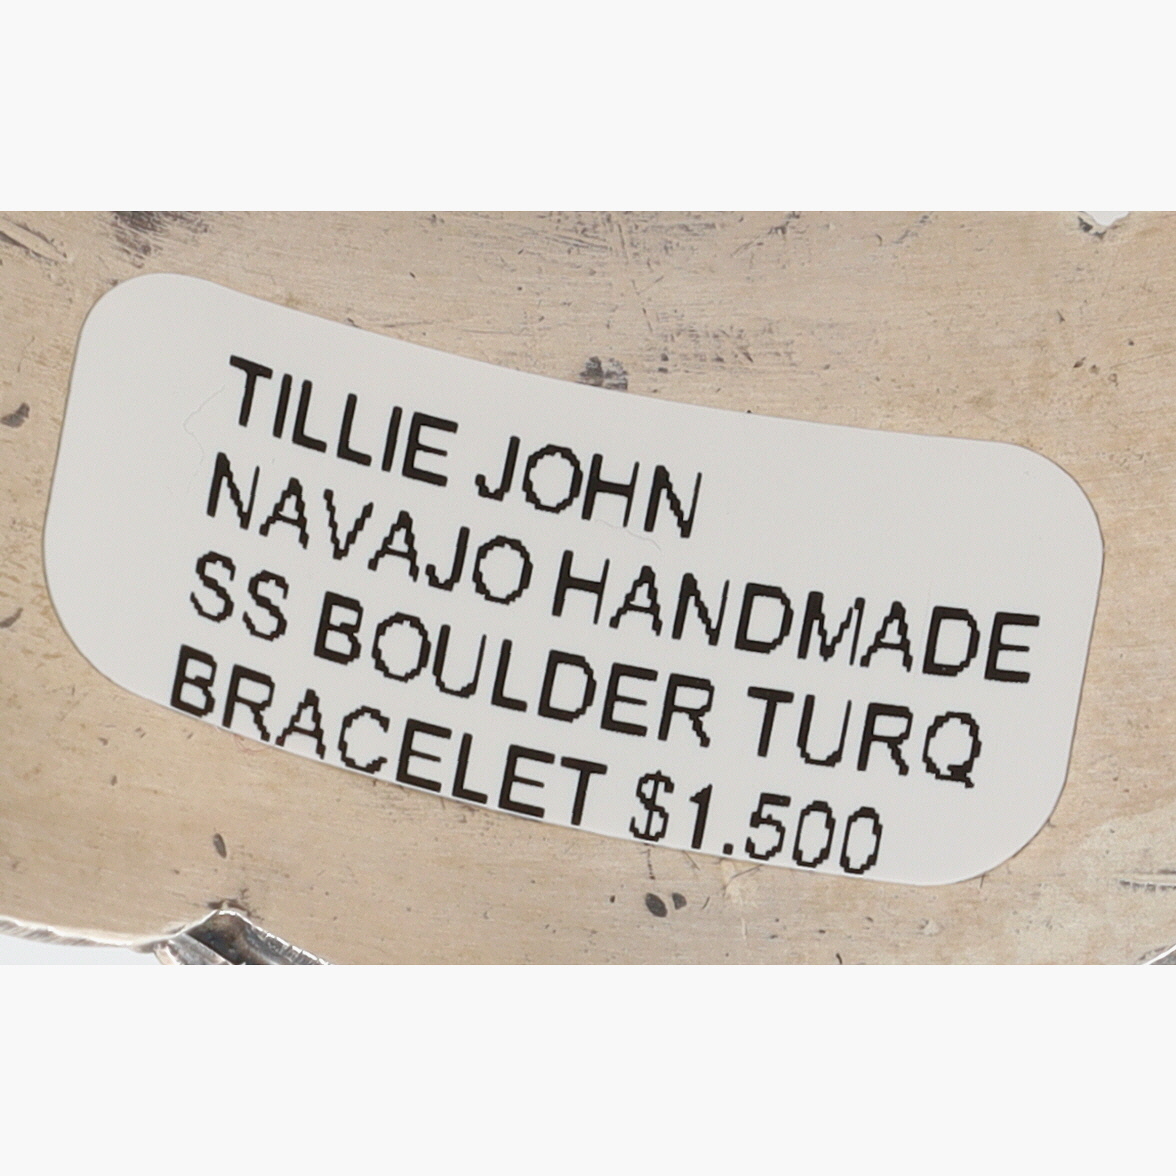 TILLIE JOHN
NAVAJO HANDMADE
SS BOULDER TURQ
BRACELET $1.500